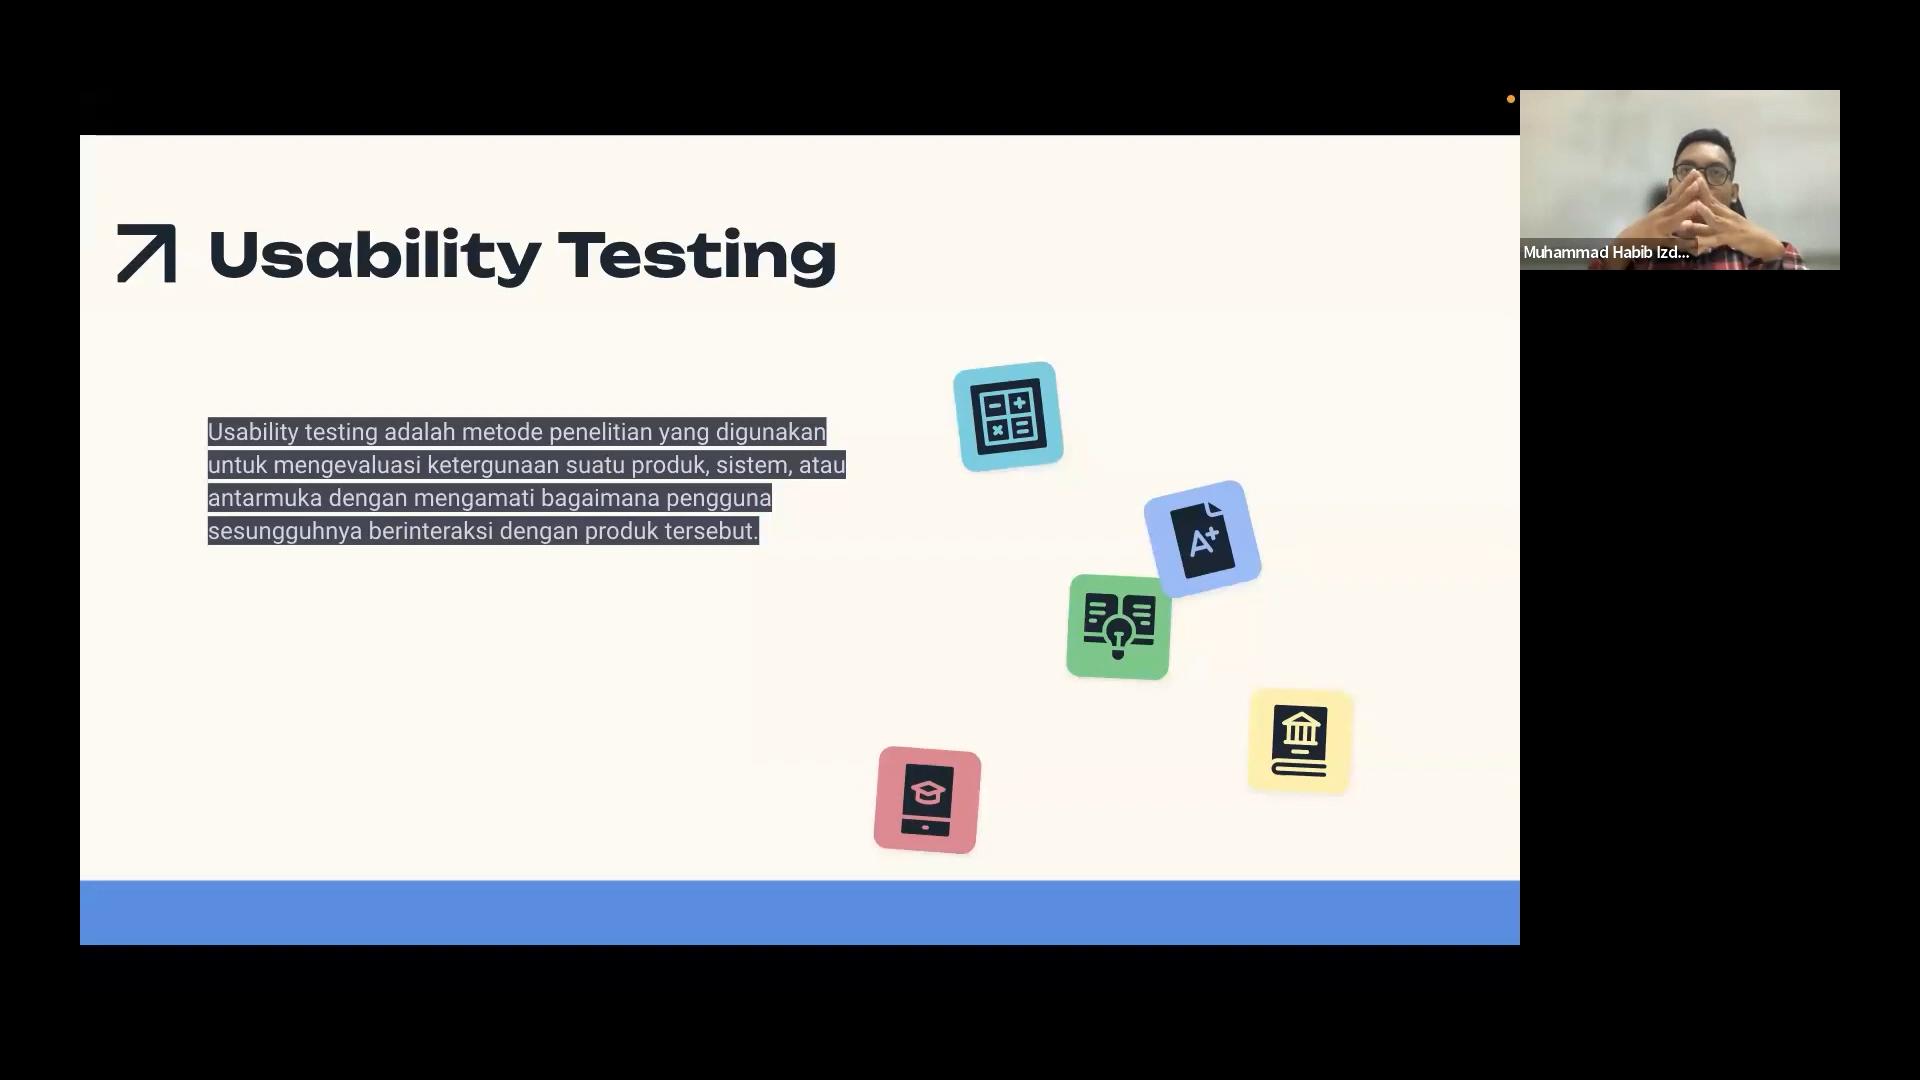 Usability Testing
Usability testing adalah metode penelitian yang digunakan
untuk mengevaluasi ketergunaan suatu produk, sistem, atau
antarmuka dengan mengamati bagaimana pengguna
sesungguhnya berinteraksi dengan produk tersebut.
A+
Muhammad Habib Izd...